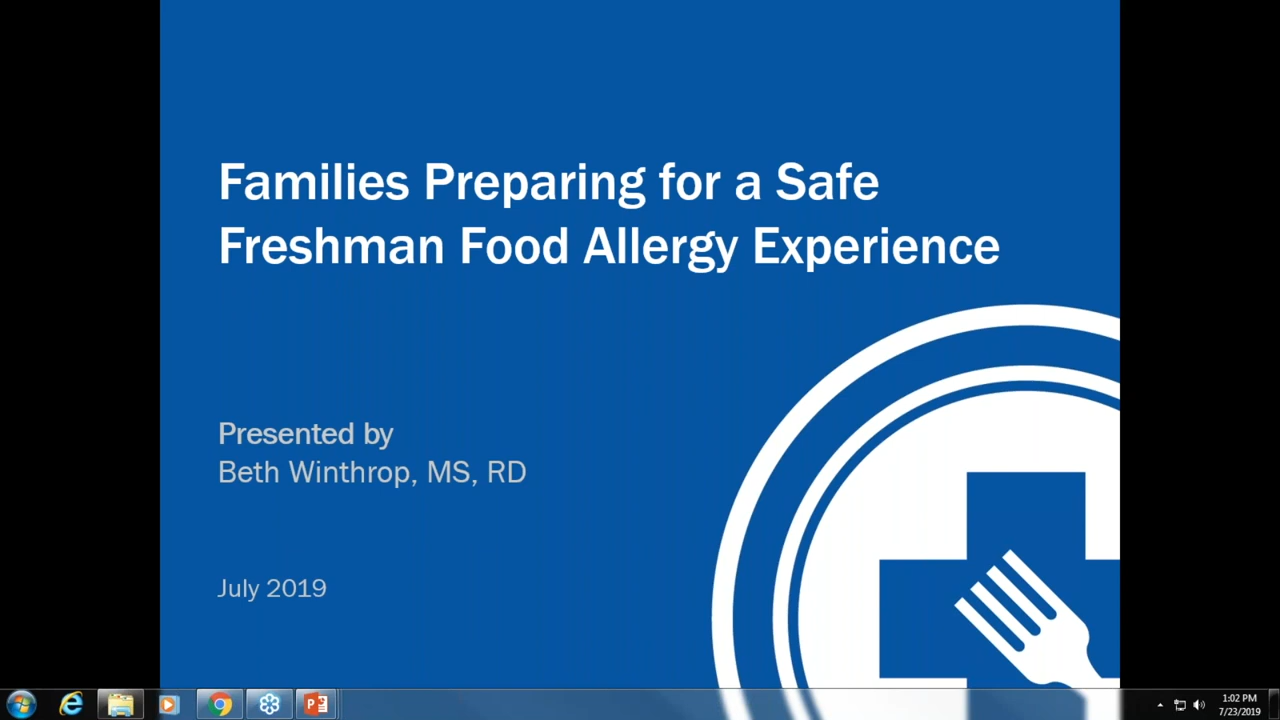 Families Preparing for a Safe
Freshman Food Allergy Experience
Presented by
Beth Winthrop, MS, RD
July 2019
1:02 PM
7/23/2019